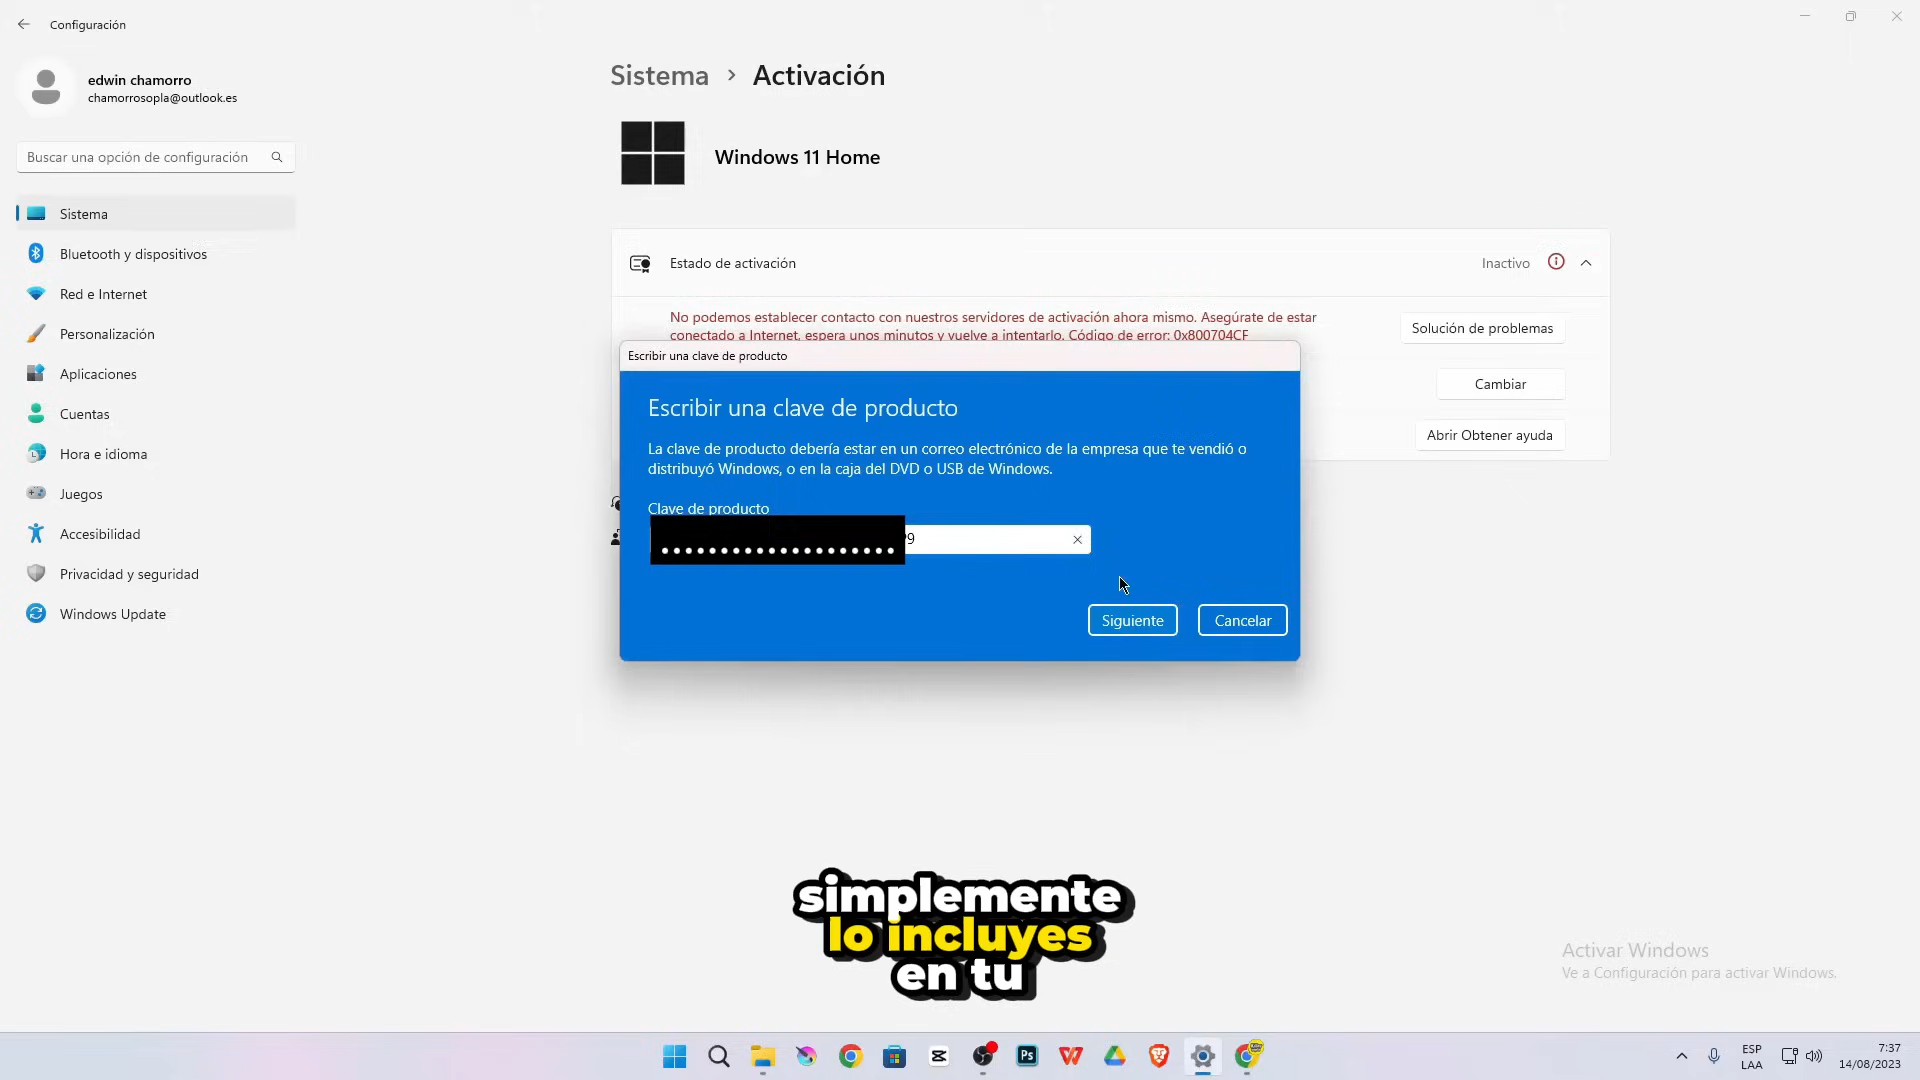 Configuración
edwin chamorro
chamorrosopla@outlook.es
Buscar una opción de configuración
Sistema
Bluetooth y dispositivos
Red e Internet
Personalización
Aplicaciones
Cuentas
Hora e idioma
Juegos
Accesibilidad
Privacidad y seguridad
Windows Update
Sistema > Activación
Windows 11 Home
Estado de activación
Inactivo
No podemos establecer contacto con nuestros servidores de activación ahora mismo. Asegúrate de estar
conectado a Internet, espera unos minutos y vuelve a intentarlo. Código de error: 0x800704CF
Solución de problemas
Cambiar
Abrir Obtener ayuda
Escribir una clave de producto
Escribir una clave de producto
La clave de producto debería estar en un correo electrónico de la empresa que te vendió o
distribuyó Windows, o en la caja del DVD o USB de Windows.
Clave de producto
9
Siguiente
Cancelar
simplemente
lo incluyes
en tu
Activar Windows
Ve a Configuración para activar Windows.
Ps
ESP
LAA
7:37
14/08/2023